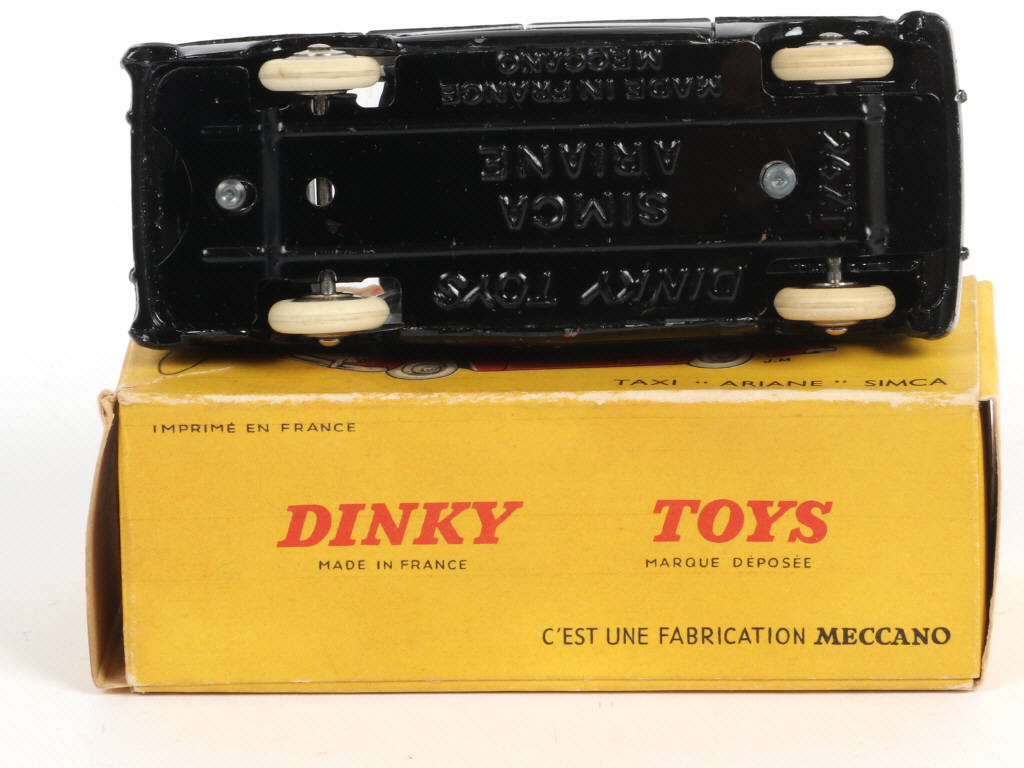 MECCANO
MADE IN FRANCE
SIMCA
ARIANE
24 Z/J
DINKY TOYS
J.M
TAXI " ARIANE " SIMCA
IMPRIMÉ EN FRANCE
DINKY TOYS
MADE IN FRANCE MARQUE DÉPOSÉE
C'EST UNE FABRICATION MECCANO